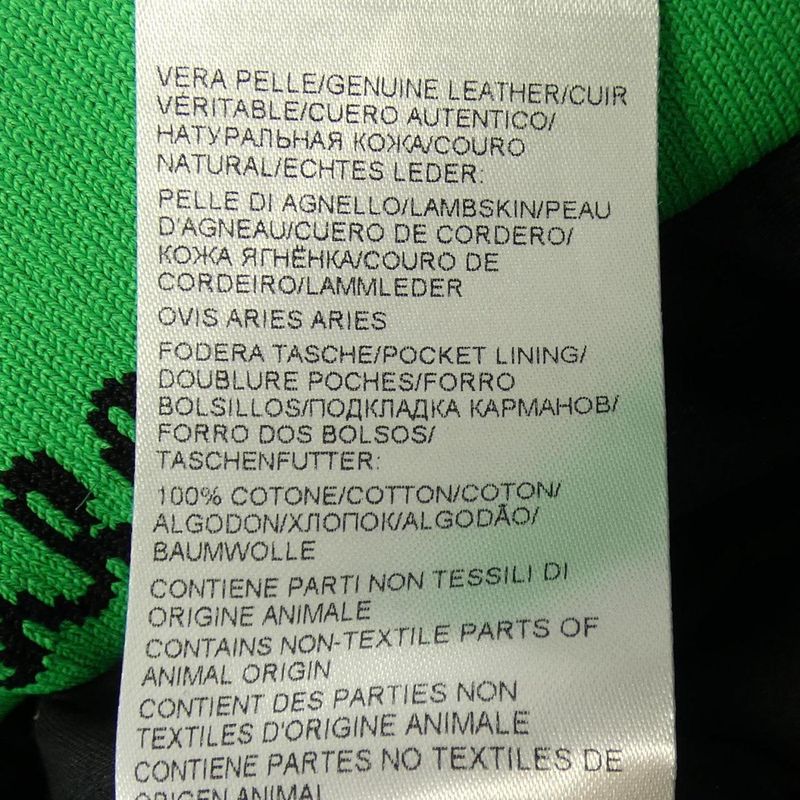 VERA PELLE/GENUINE LEATHER/CUIR
VÉRITABLE/CUERO AUTENTICO/
НАТУРАЛЬНАЯ КОЖА/COURO
NATURAL/ECHTES LEDER:
PELLE DI AGNELLO/LAMBSKIN/PEAU
D'AGNEAU/CUERO DE CORDERO/
КОЖА ЯГНЁНКА/COURO DE
CORDEIRO/LAMMLEDER
OVIS ARIES ARIES
FODERA TASCHE/POCKET LINING/
DOUBLURE POCHES/FORRO
BOLSILLOS/ПОДКЛАДКА КАРМАНОВ/
FORRO DOS BOLSOS/
TASCHENFUTTER:
100% COTONE/COTTON/COTON/
ALGODON/ХЛОПОК/ALGODÃO/
BAUMWOLLE
CONTIENE PARTI NON TESSILI DI
ORIGINE ANIMALE
CONTAINS NON-TEXTILE PARTS OF
ANIMAL ORIGIN
CONTIENT DES PARTIES NON
TEXTILES D'ORIGINE ANIMALE
CONTIENE PARTES NO TEXTILES DE
ORIGEN ANIMAL